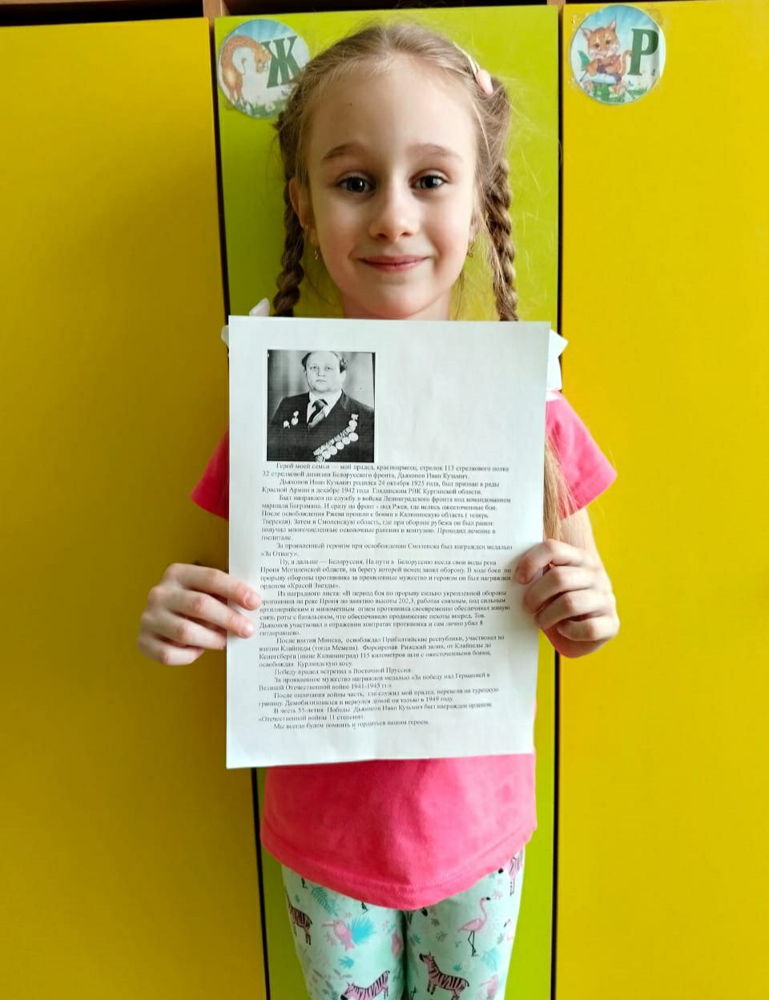 Ж
Р
Герой моей семьи — мой прадед, красноармеец, стрелок 113 стрелкового полка
32 стрелковой дивизии Белорусского фронта, Дьяконов Иван Кузьмич.
Дьяконов Иван Кузьмич родился 24 октября 1925 года, был призван в ряды
Красной Армии в декабре 1942 года Глядянским РВК Курганской области.
Был направлен на службу в войска Ленинградского фронта под командованием
маршала Баграмяна. И сразу на фронт - под Ржев, где велись ожесточенные бои.
После освобождения Ржева прошли с боями в Калининскую область ( теперь
Тверская). Затем в Смоленскую область, где при обороне рубежа он был ранен:
получил многочисленные осколочные ранения и контузию. Проходил лечение в
госпитале.
За проявленный героизм при освобождении Смоленска был награжден медалью
«За Отвагу».
Ну, а дальше — Белоруссия. На пути в Белоруссию несла свои воды река
Проня Могилевской области, на берегу которой немец занял оборону. В ходе боев по
прорыву обороны противника за проявленные мужество и героизм он был награжден
орденом «Красой Звезды».
Из наградного листа: «В период боя по прорыву сильно укрепленной обороны
противника на реке Проня по занятию высоты 202,3, работая связным, под сильным
артиллерийским и минометным огнем противника своевременно обеспечивал живую
связь роты с батальоном, что обеспечивало продвижение пехоты вперед. Тов.
Дьяконов участвовал в отражении контратак противника и сам лично убил 8
гитлеровцев».
После взятия Минска, освобождал Прибалтийские республики, участвовал во
взятии Клайпеды (тогда Мемеля). Форсировав Рижский залив, от Клайпеды до
Кенигсберга (ныне Калининград) 115 километров шли с ожесточенными боями,
освобождая Курляндскую косу.
Победу прадед встретил в Восточной Пруссии.
За проявленное мужество награжден медалью «За победу над Германией в
Великой Отечественной войне 1941-1945 гг.»
После окончания войны часть, где служил мой прадед, перевели на турецкую
границу. Демобилизовался и вернулся домой он только в 1949 году.
В честь 55-летия Победы Дьяконов Иван Кузьмич был награжден орденом
«Отечественной войны 11 степени».
Мы всегда будем помнить и гордиться нашим героем.